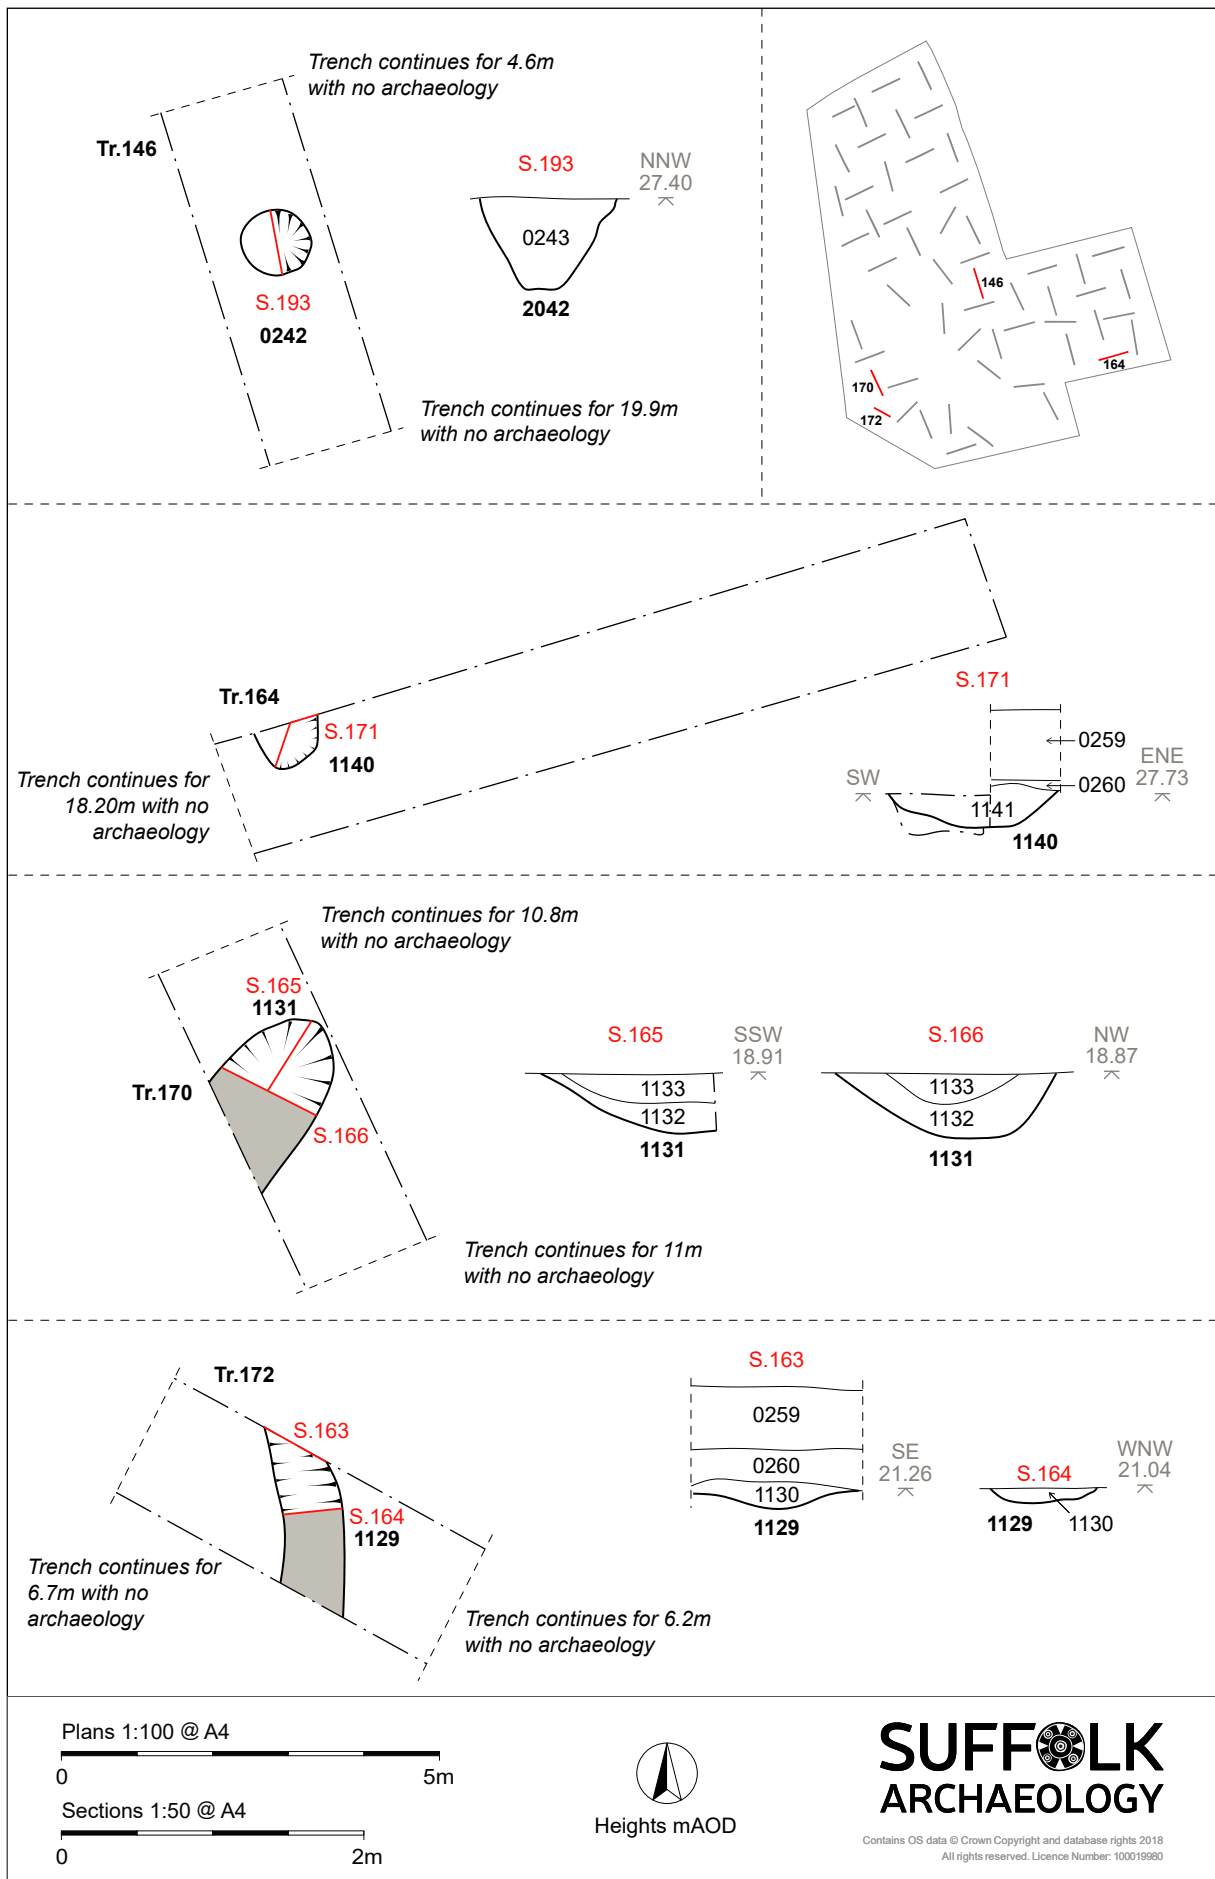 Trench continues for 4.6m
with no archaeology
Tr.146
S.193
0242
Trench continues for 19.9m
with no archaeology
S.193
NNW
27.40
0243
2042
146
164
170
172
Tr.164
S.171
1140
Trench continues for
18.20m with no
archaeology
S.171
0259
0260
ENE
27.73
SW
1141
1140
Trench continues for 10.8m
with no archaeology
S.165
1131
Tr.170
S.166
Trench continues for 11m
with no archaeology
S.165
SSW
18.91
1133
1132
1131
S.166
NW
18.87
1133
1132
1131
Tr.172
S.163
S.164
1129
Trench continues for
6.7m with no
archaeology
Trench continues for 6.2m
with no archaeology
S.163
0259
0260
1130
1129
SE
21.26
S.164
WNW
21.04
1129
1130
Plans 1:100 @ A4
0 5m
Sections 1:50 @ A4
0 2m
Heights mAOD
SUFFOLK
ARCHAEOLOGY
Contains OS data © Crown Copyright and database rights 2018
All rights reserved. Licence Number: 100019980